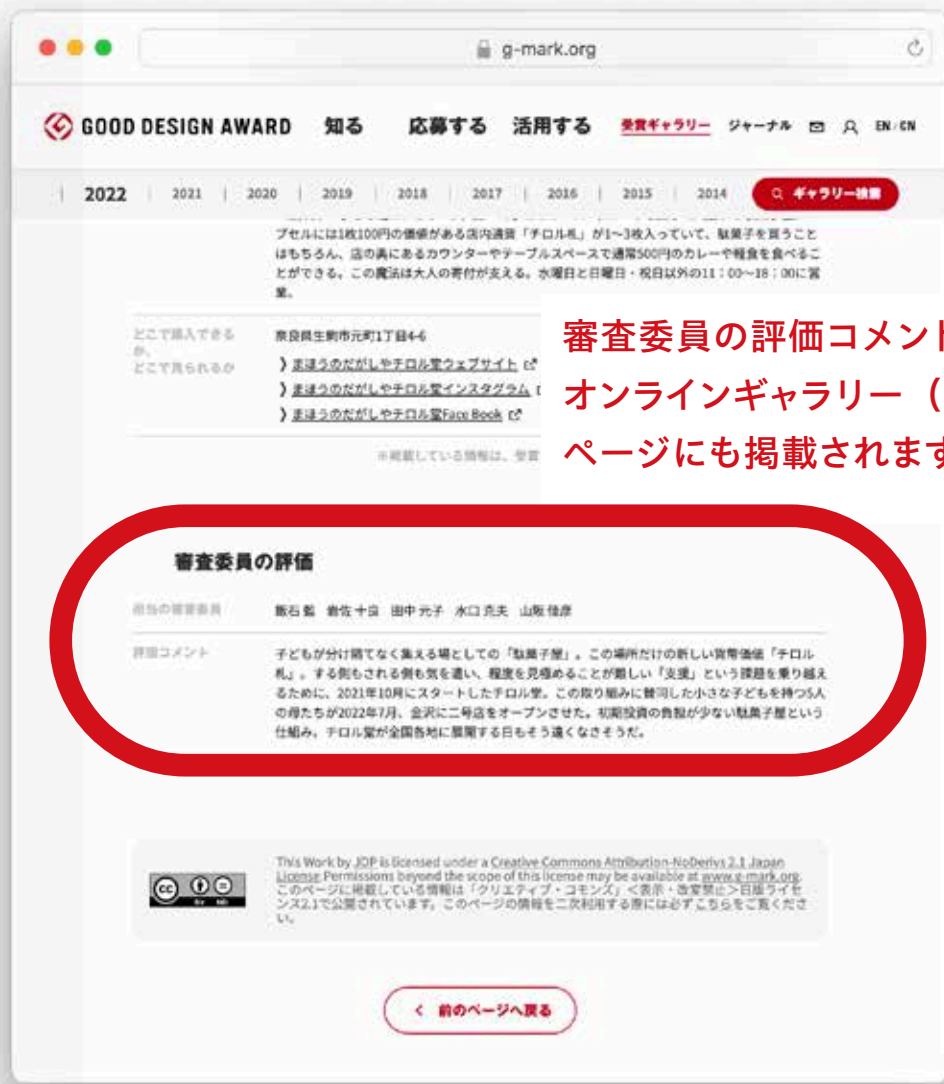 g-mark.org
GOOD DESIGN AWARD 知る 応募する 活用する 受賞ギャラリー ジャーナル EN/CN
2022 2021 2020 2019 2018 2017 2016 2015 2014 ギャラリー検索
プセルには1枚100円の価値がある店内通貨「チロル札」が1〜3枚入っていて、駄菓子を買うこと
はもちろん、店の奥にあるカウンターやテーブルスペースで通常500円のカレーや軽食を食べるこ
とができる。この魔法は大人の寄付が支える。水曜日と日曜日・祝日以外の11:00〜18:00に営
業。
どこで購入できる
か、
どこで見られるか
奈良県生駒市元町1丁目4-6
まほうのだがしやチロル堂ウェブサイト
まほうのだがしやチロル堂インスタグラム
まほうのだがしやチロル堂Face Book
※掲載している情報は、受賞
審査委員の評価コメント
オンラインギャラリー（
ページにも掲載されます
審査委員の評価
担当の審査委員
飯石 藍 岩佐 十良 田中 元子 水口 克夫 山阪 佳彦
評価コメント
子どもが分け隔てなく集える場としての「駄菓子屋」。この場所だけの新しい貨幣価値「チロル
札」。する側もされる側も気を遣い、程度を見極めることが難しい「支援」という課題を乗り越え
るために、2021年10月にスタートしたチロル堂。この取り組みに賛同した小さな子どもを持つ5人
の母たちが2022年7月、金沢に二号店をオープンさせた。初期投資の負担が少ない駄菓子屋という
仕組み、チロル堂が全国各地に展開する日もそう遠くなさそうだ。
This Work by JDP is licensed under a Creative Commons Attribution-NoDerivs 2.1 Japan
License Permissions beyond the scope of this license may be available at www.g-mark.org.
このページに掲載している情報は「クリエティブ・コモンズ」<表示・改変禁止>日版ライセ
ンス2.1で公開されています。このページの情報を二次利用する際には必ずこちらをご覧くださ
い。
cc
BY ND
前のページへ戻る